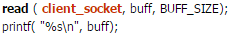 read ( client_socket, buff, BUFF_SIZE);
printf( "%s\n", buff);